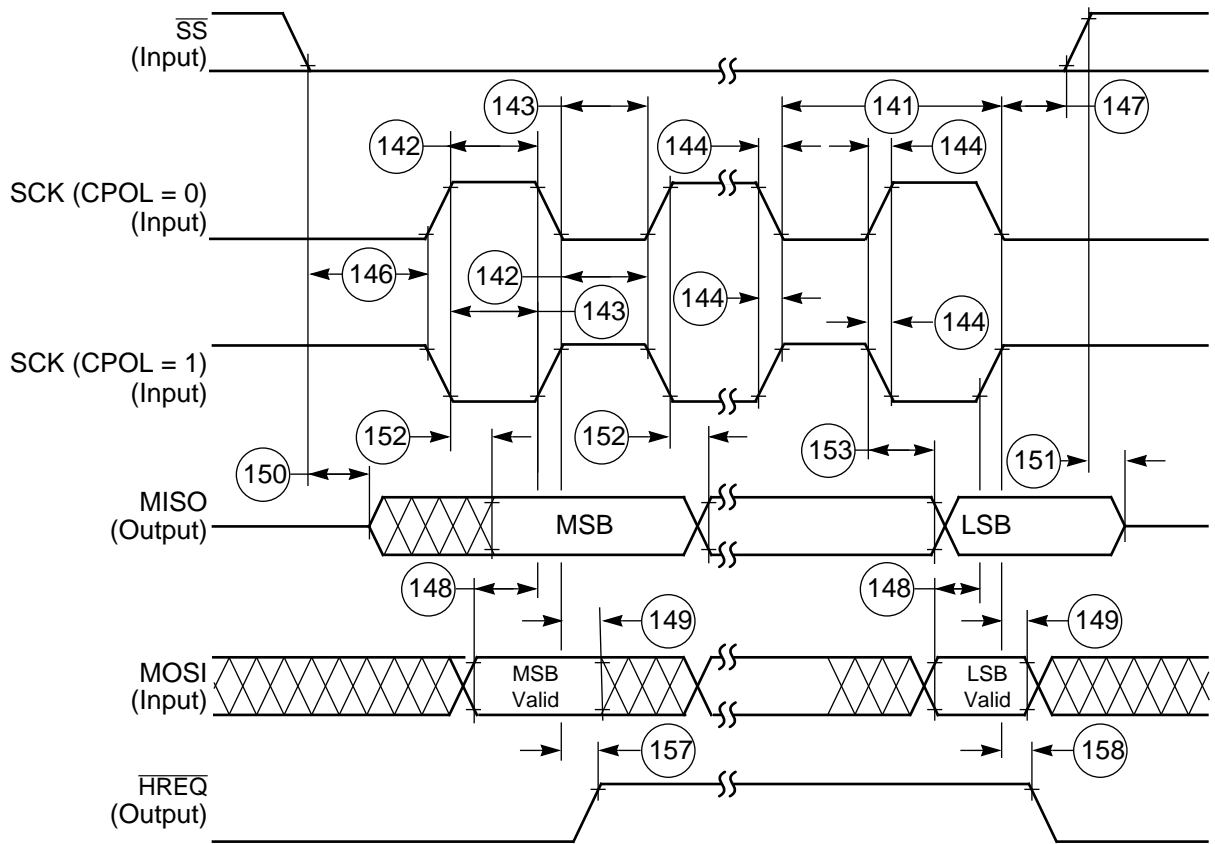 SS
(Input)
143
141
147
142
144
144
SCK (CPOL = 0)
(Input)
146
142
144
143
144
SCK (CPOL = 1)
(Input)
152
152
153
150
151
MISO
(Output)
MSB
LSB
148
148
149
149
MOSI
(Input)
MSB
Valid
LSB
Valid
157
158
HREQ
(Output)